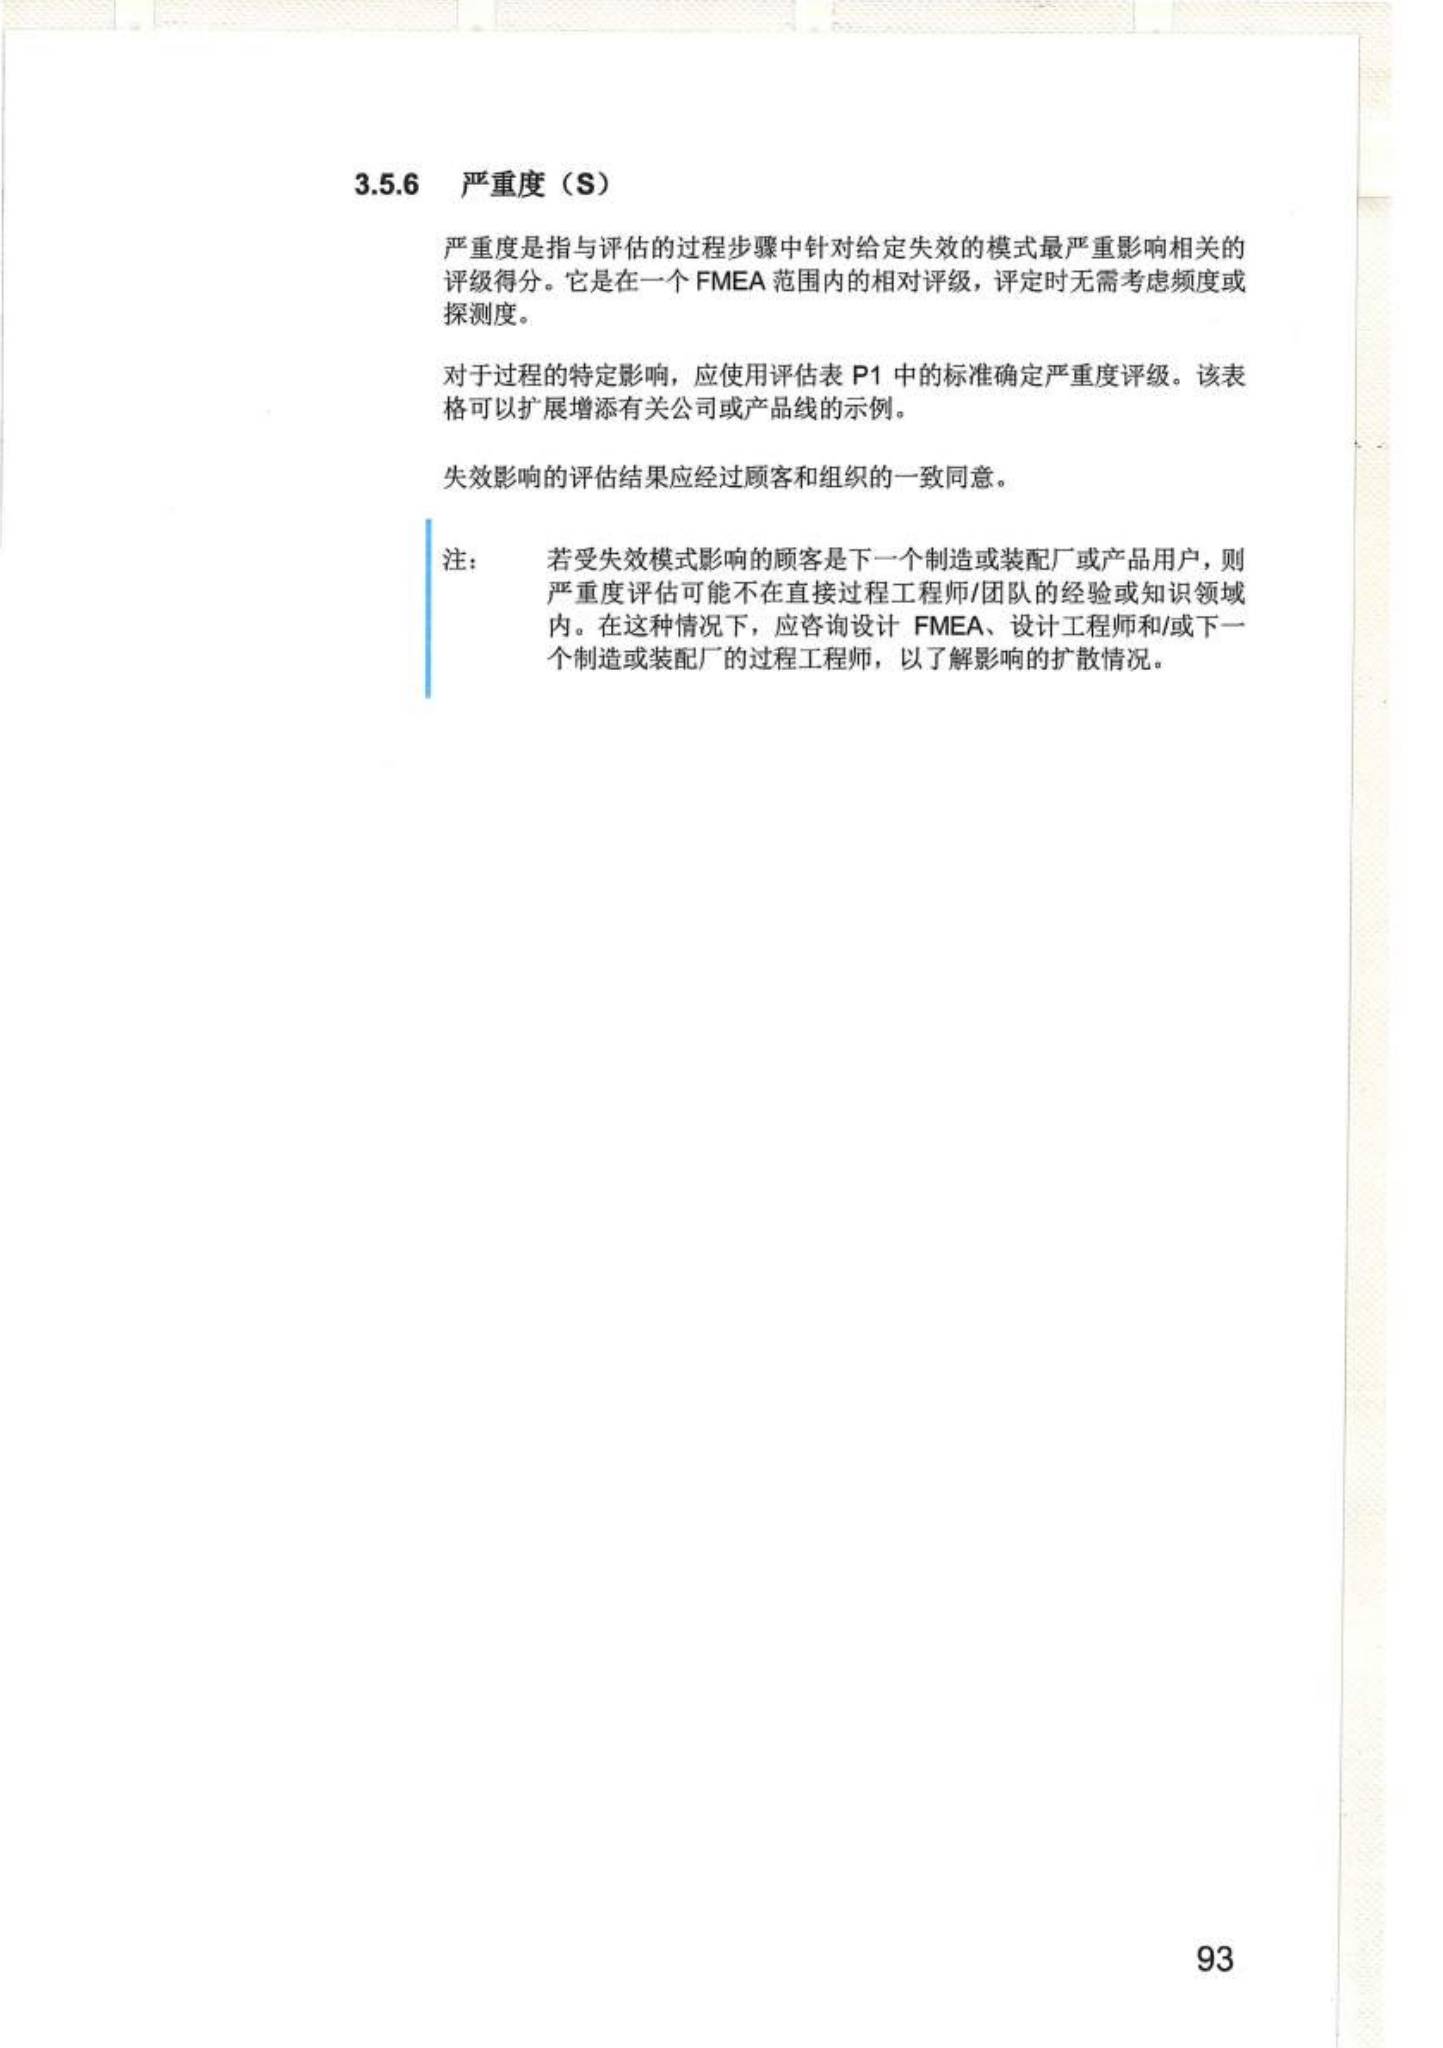 3.5.6 严重度（S）
严重度是指与评估的过程步骤中针对给定失效的模式最严重影响相关的
评级得分。它是在一个 FMEA 范围内的相对评级，评定时无需考虑频度或
探测度。
对于过程的特定影响，应使用评估表 P1 中的标准确定严重度评级。该表
格可以扩展增添有关公司或产品线的示例。
失效影响的评估结果应经过顾客和组织的一致同意。
注： 若受失效模式影响的顾客是下一个制造或装配厂或产品用户，则
严重度评估可能不在直接过程工程师/团队的经验或知识领域
内。在这种情况下，应咨询设计 FMEA、设计工程师和/或下一
个制造或装配厂的过程工程师，以了解影响的扩散情况。
93